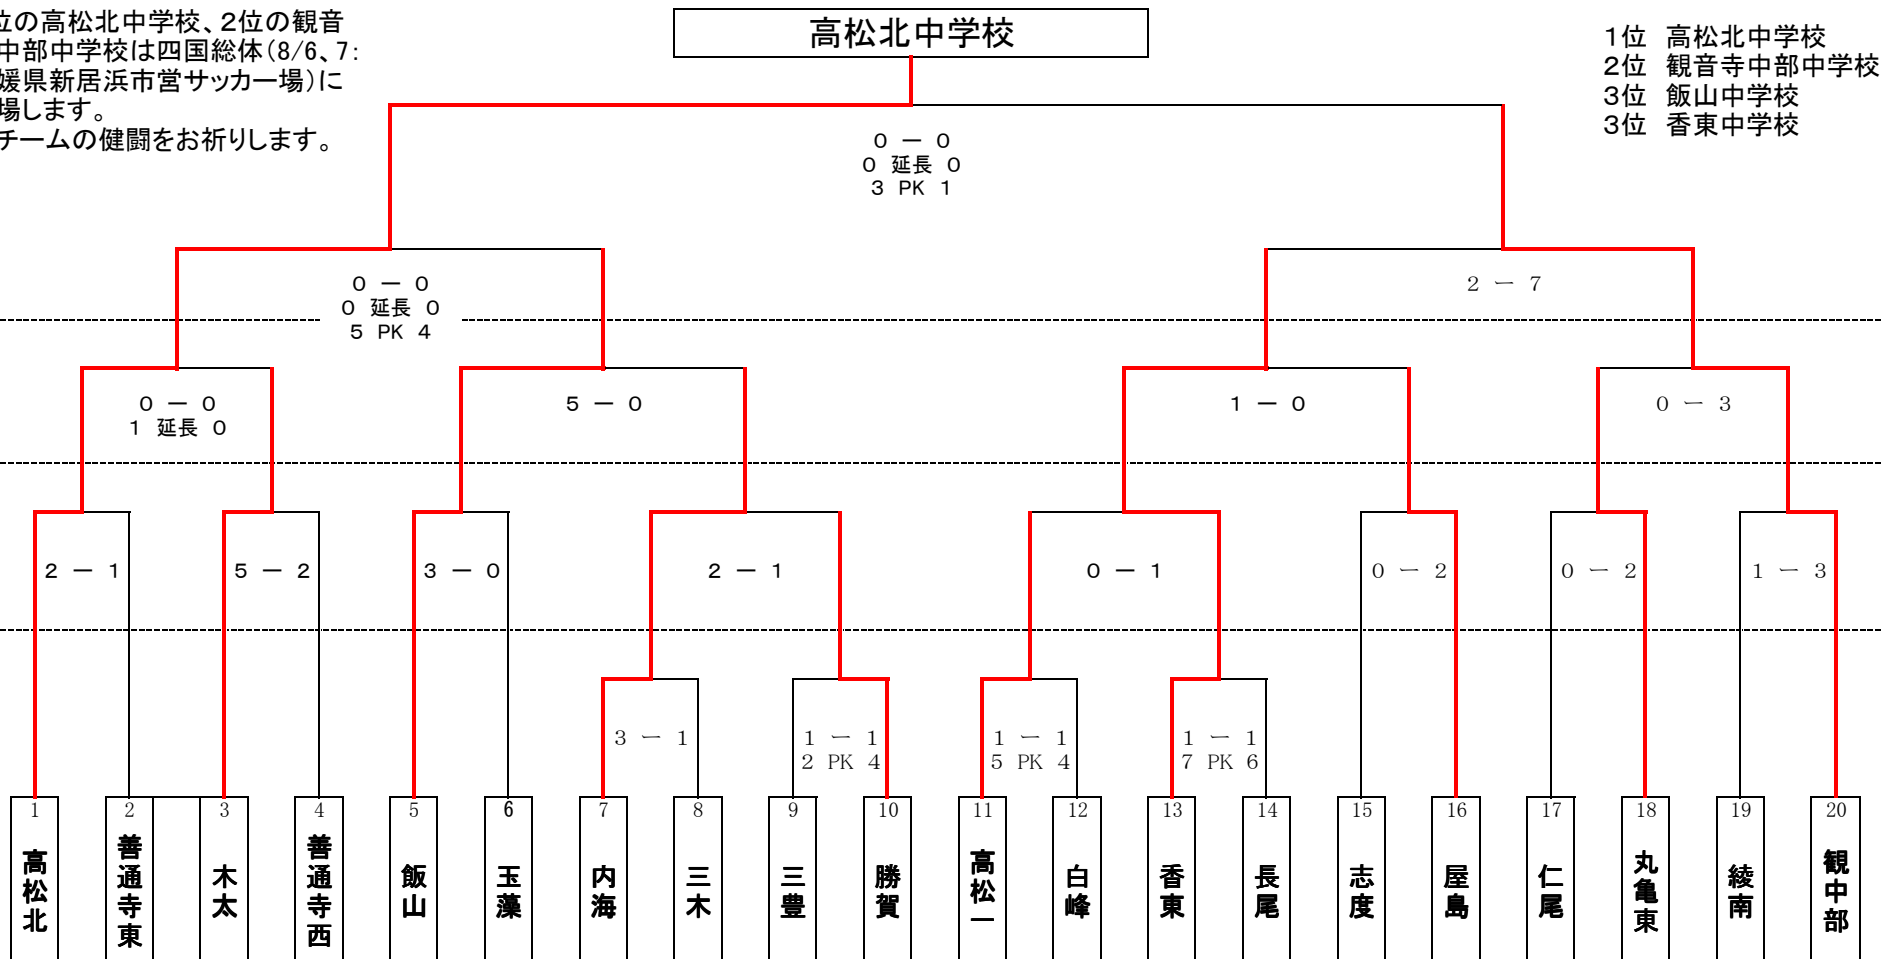 位の高松北中学校、2位の観音
中部中学校は四国総体(8/6、7:
媛県新居浜市営サッカー場)に
場します。
チームの健闘をお祈りします。
高松北中学校
1位 高松北中学校
2位 観音寺中部中学校
3位 飯山中学校
3位 香東中学校
0 ー 0
0 延長 0
3 PK 1
0 ー 0
0 延長 0
5 PK 4
2 ー 7
0 ー 0
1 延長 0
5 ー 0
1 ー 0
0 ー 3
2 ー 1
5 ー 2
3 ー 0
2 ー 1
0 ー 1
0 ー 2
0 ー 2
1 ー 3
3 ー 1
1 ー 1
2 PK 4
1 ー 1
5 PK 4
1 ー 1
7 PK 6
1
高松北
2
善通寺東
3
木太
4
善通寺西
5
飯山
6
玉藻
7
内海
8
三木
9
三豊
10
勝賀
11
高松一
12
白峰
13
香東
14
長尾
15
志度
16
屋島
17
仁尾
18
丸亀東
19
綾南
20
観中部